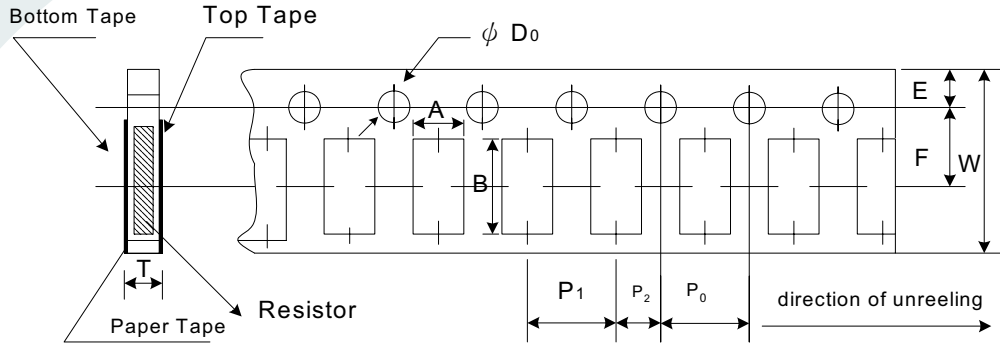 Bottom Tape
Top Tape
ϕ D0
A
E
F
W
B
T
P1
P2
P0
direction of unreeling
Resistor
Paper Tape